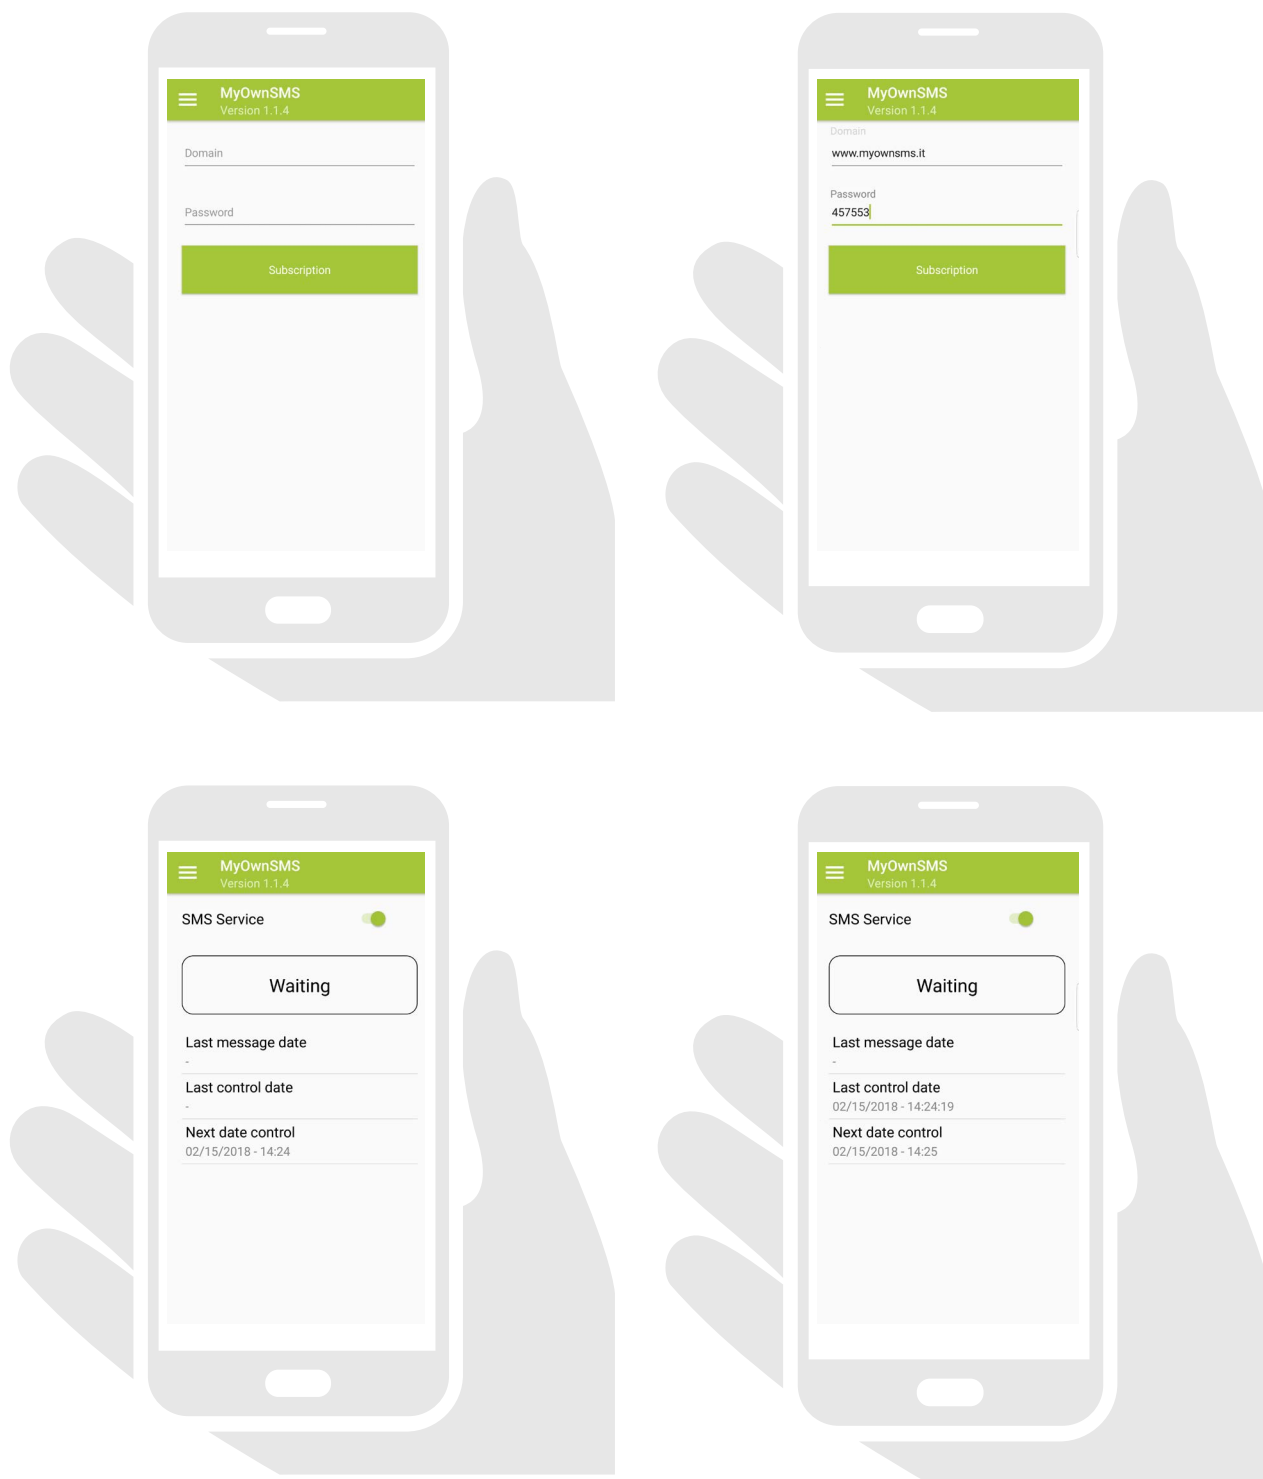 MyOwnSMS
Version 1.1.4
Domain
Password
Subscription
MyOwnSMS
Version 1.1.4
Domain
www.myownsms.it
Password
457553
Subscription
MyOwnSMS
Version 1.1.4
SMS Service
Waiting
Last message date
-
Last control date
-
Next date control
02/15/2018 - 14:24
MyOwnSMS
Version 1.1.4
SMS Service
Waiting
Last message date
-
Last control date
02/15/2018 - 14:24:19
Next date control
02/15/2018 - 14:25